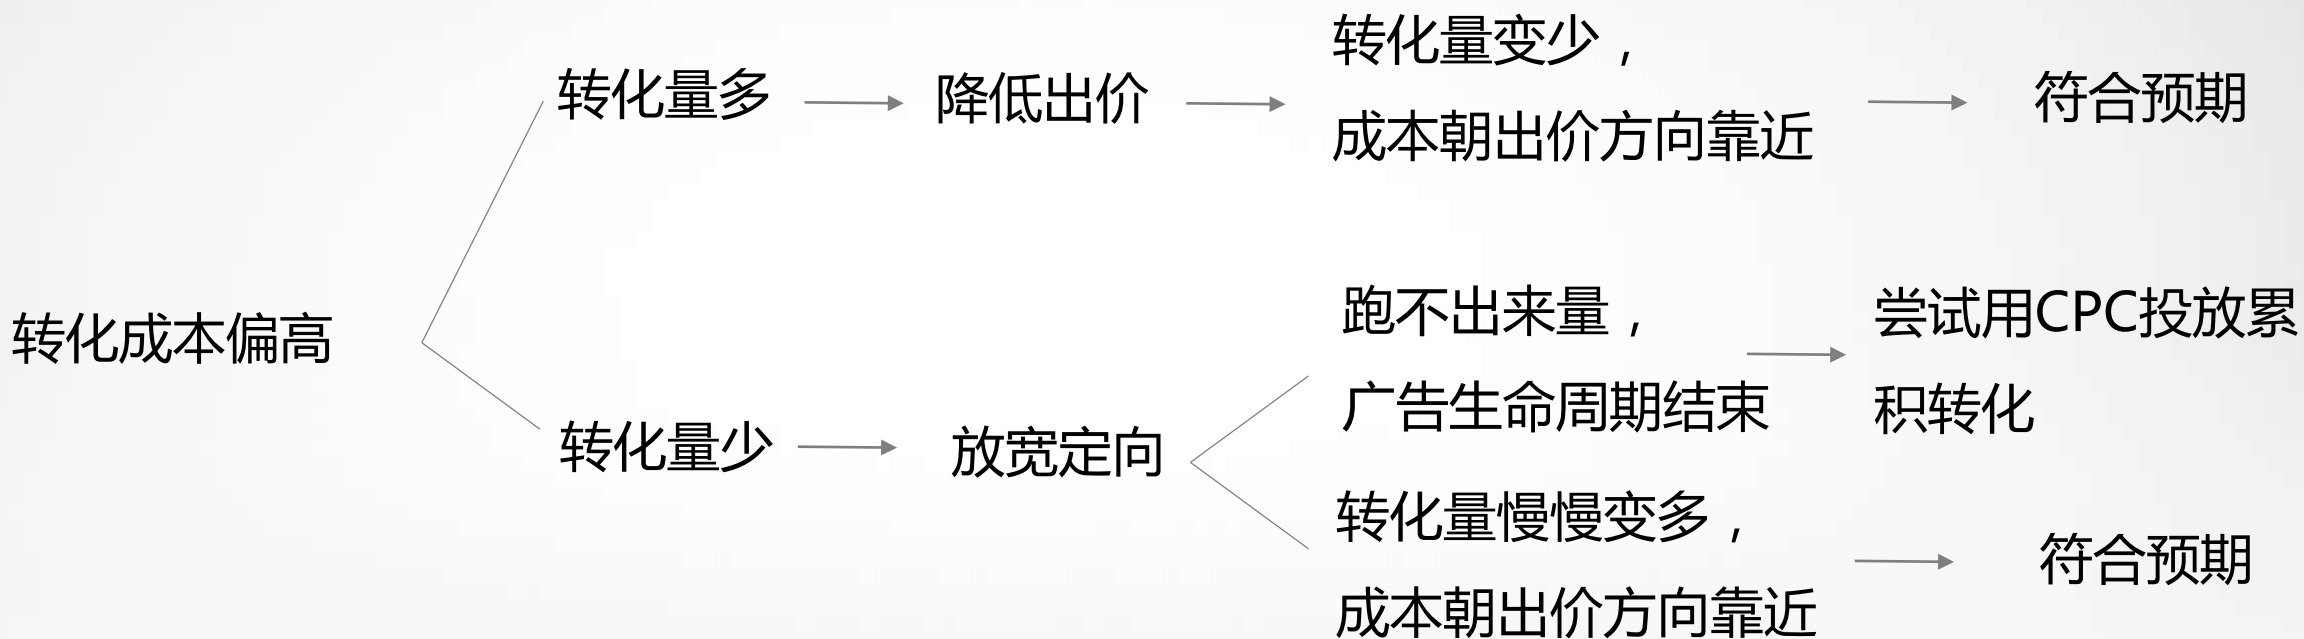 转化成本偏高
转化量多
降低出价
转化量变少，
成本朝出价方向靠近
符合预期
转化量少
放宽定向
跑不出来量，
广告生命周期结束
尝试用CPC投放累
积转化
转化量慢慢变多，
成本朝出价方向靠近
符合预期